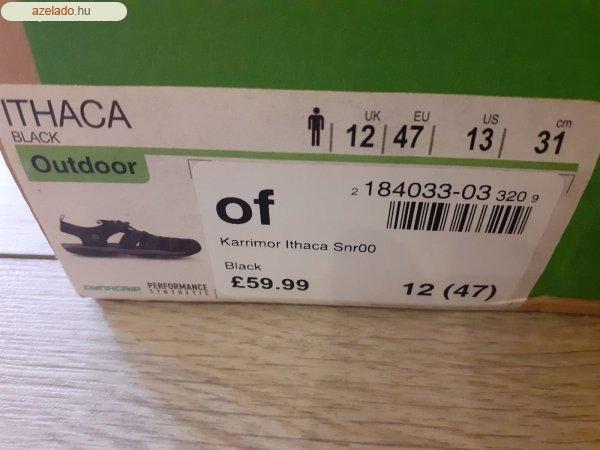 azelado.hu
ITHACA
BLACK
Outdoor
UK EU US cm
12 47 13 31
of
2 184033-03 320 9
Karrimor Ithaca Snr00
Black
£59.99 12 (47)
DYNAGRIP PERFORMANCE
SYNTHETIC